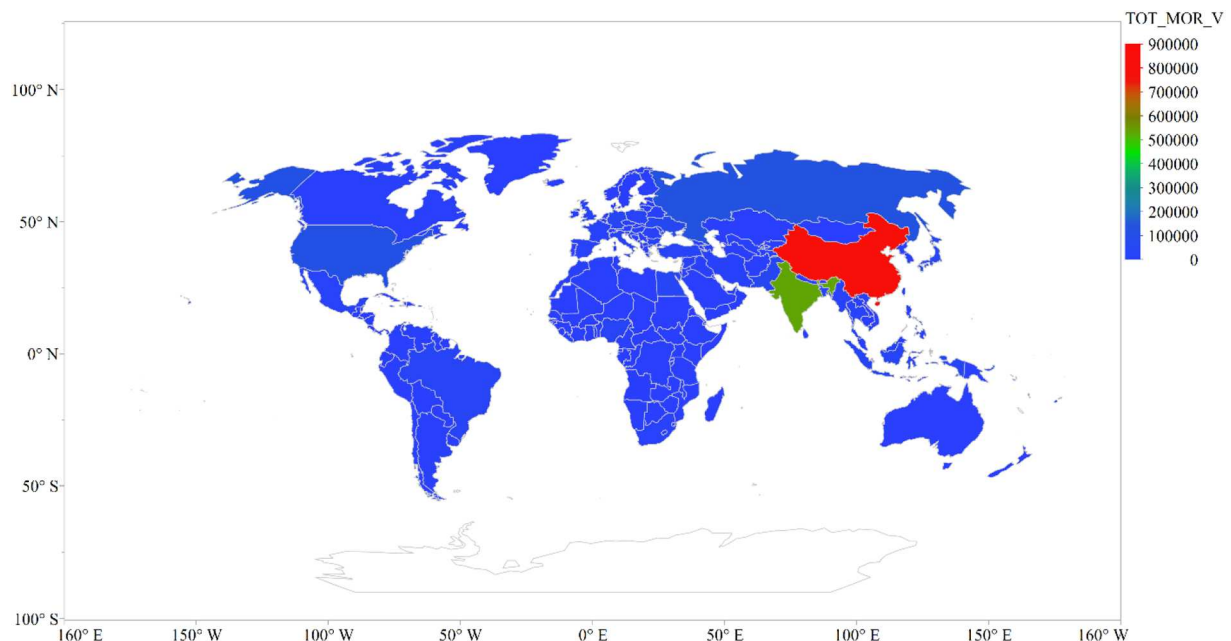 TOT_MOR_V
900000
800000
700000
600000
500000
400000
300000
200000
100000
0
100° N
50° N
0° N
50° S
100° S
160° E
150° W
100° W
50° W
0° E
50° E
100° E
150° E
160° W